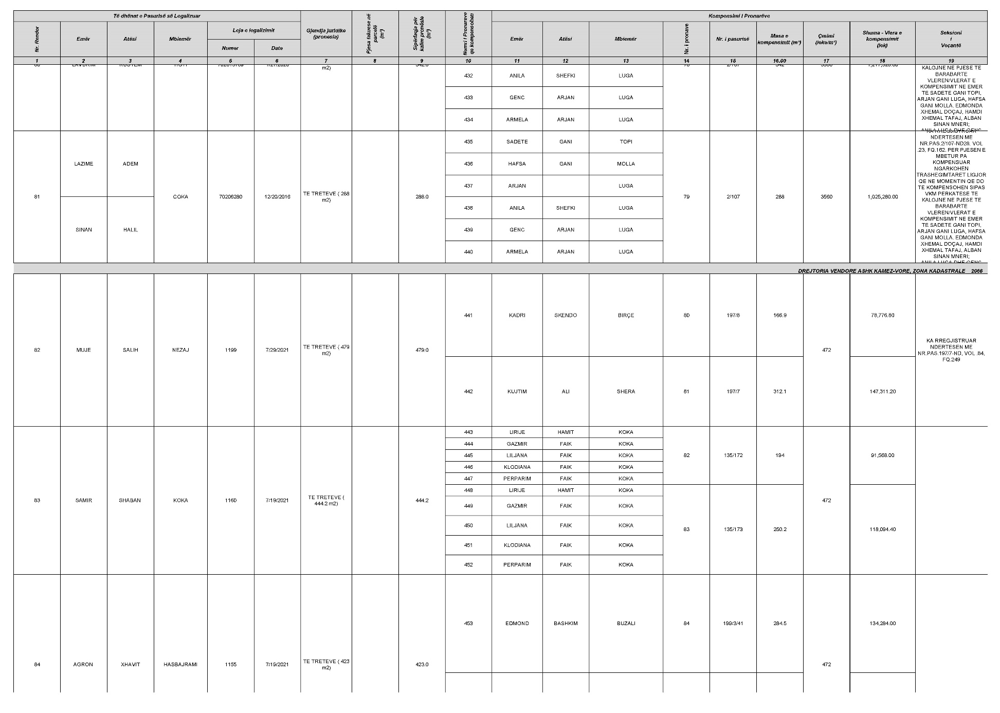 Të dhënat e Pasurisë së Legalizuar
Kompensimi i Pronarëve
Nr. Rendor
Emër
Atësi
Mbiemër
Leja e legalizimit
Numer
Date
Gjendja juridike
(pronesia)
Pjesa takuese në
parcelë
(m²)
Sipërfaqja për
kalim pronësie
(m²)
Numri i Pronareve
qe kompensohen
Emër
Atësi
Mbiemër
Nr. i pronave
Nr. i pasurisë
Masa e
kompensimit (m²)
Çmimi
(leke/m²)
Shuma - Vlera e
kompensimit
(lek)
Seksioni
i
Veçantë
1 2 3 4 5 6 7 8 9 10 11 12 13 14 15 16.00 17 18 19
m2)
432 ANILA SHEFKI LUGA
433 GENC ARJAN LUGA
434 ARMELA ARJAN LUGA
KALOJNE NE PJESE TE
BARABARTE
VLEREN/VLERAT E
KOMPENSIMIT NE EMER
TE SADETE GANI TOPI,
ARJAN GANI LUGA, HAFSA
GANI MOLLA, EDMONDA
XHEMAL DOÇAJ, HAMDI
XHEMAL TAFAJ, ALBAN
SINAN MNERI;
81
LAZIME ADEM
SINAN HALIL
COKA 70206280 12/20/2016
TE TRETEVE ( 288
m2)
288.0
435 SADETE GANI TOPI
436 HAFSA GANI MOLLA
437 ARJAN LUGA
438 ANILA SHEFKI LUGA
439 GENC ARJAN LUGA
440 ARMELA ARJAN LUGA
79 2/107 288 3560 1,025,280.00
NDERTESEN ME
NR.PAS.2/107-ND28, VOL
.23, FQ.162. PER PJESEN E
MBETUR PA
KOMPENSUAR
NGARKOHEN
TRASHEGIMTARET LIGJOR
QE NE MOMENTIN QE DO
TE KOMPENSOHEN SIPAS
VKM PERKATESE TE
KALOJNE NE PJESE TE
BARABARTE
VLEREN/VLERAT E
KOMPENSIMIT NE EMER
TE SADETE GANI TOPI,
ARJAN GANI LUGA, HAFSA
GANI MOLLA, EDMONDA
XHEMAL DOÇAJ, HAMDI
XHEMAL TAFAJ, ALBAN
SINAN MNERI;
DREJTORIA VENDORE ASHK KAMEZ-VORE, ZONA KADASTRALE 2066
82 MUJE SALIH NEZAJ 1199 7/29/2021
TE TRETEVE ( 479
m2)
479.0
441 KADRI SKENDO BIRÇE 80 197/8 166.9 78,776.80
442 KUJTIM ALI SHERA 81 197/7 312.1 147,311.20
472
KA RREGJISTRUAR
NDERTESEN ME
NR.PAS.197/7-ND, VOL .84,
FQ.249
83 SAMIR SHABAN KOKA 1160 7/19/2021
TE TRETEVE (
444.2 m2)
444.2
443 LIRIJE HAMIT KOKA
444 GAZMIR FAIK KOKA
445 LILJANA FAIK KOKA
446 KLODIANA FAIK KOKA
447 PERPARIM FAIK KOKA
82 135/172 194 91,568.00
448 LIRIJE HAMIT KOKA
449 GAZMIR FAIK KOKA
450 LILJANA FAIK KOKA
451 KLODIANA FAIK KOKA
452 PERPARIM FAIK KOKA
83 135/173 250.2 118,094.40
472
84 AGRON XHAVIT HASBAJRAMI 1155 7/19/2021
TE TRETEVE ( 423
m2)
423.0
453 EDMOND BASHKIM BUZALI 84 199/3/41 284.5 134,284.00
472